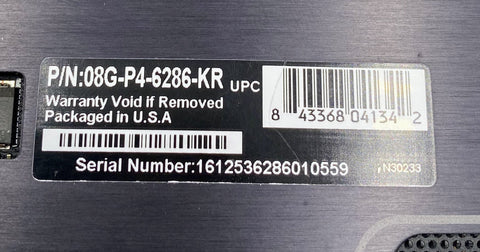 P/N:08G-P4-6286-KR UPC
8 43368 04134 2
Warranty Void if Removed
Packaged in U.S.A
Serial Number:1612536286010559
N30233